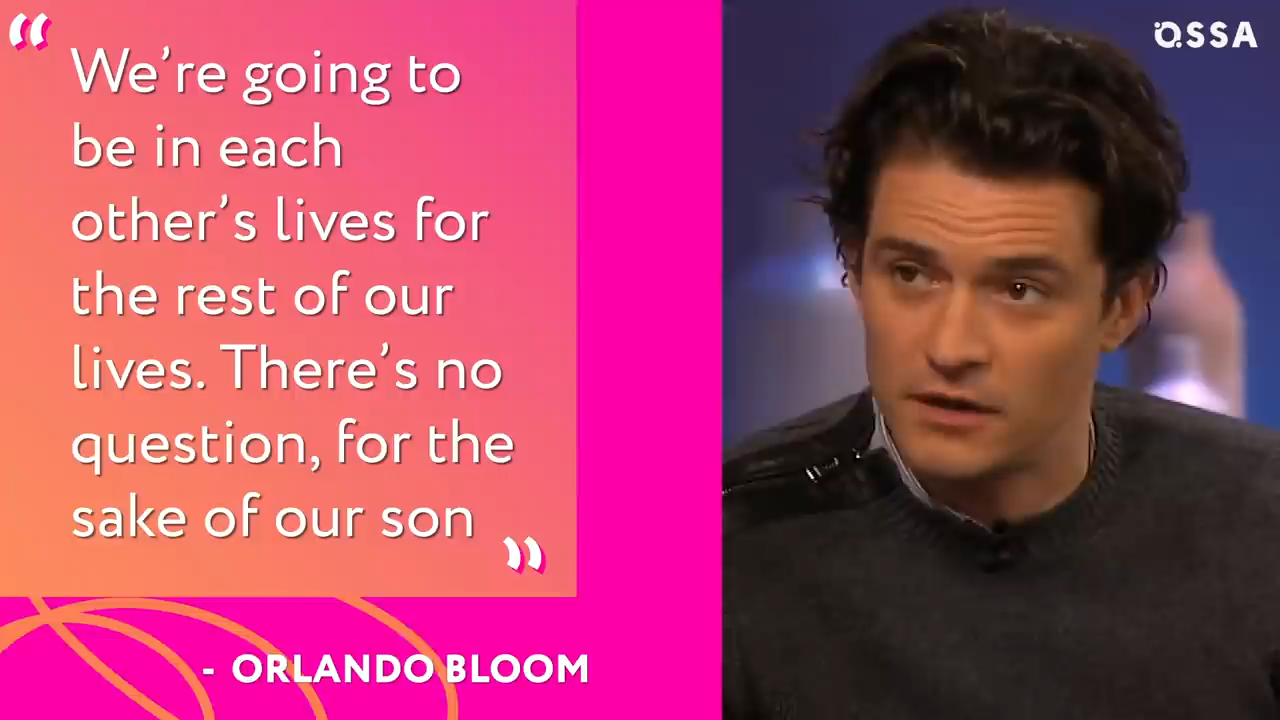 “
We’re going to
be in each
other’s lives for
the rest of our
lives. There’s no
question, for the
sake of our son
”
- ORLANDO BLOOM
OSSA